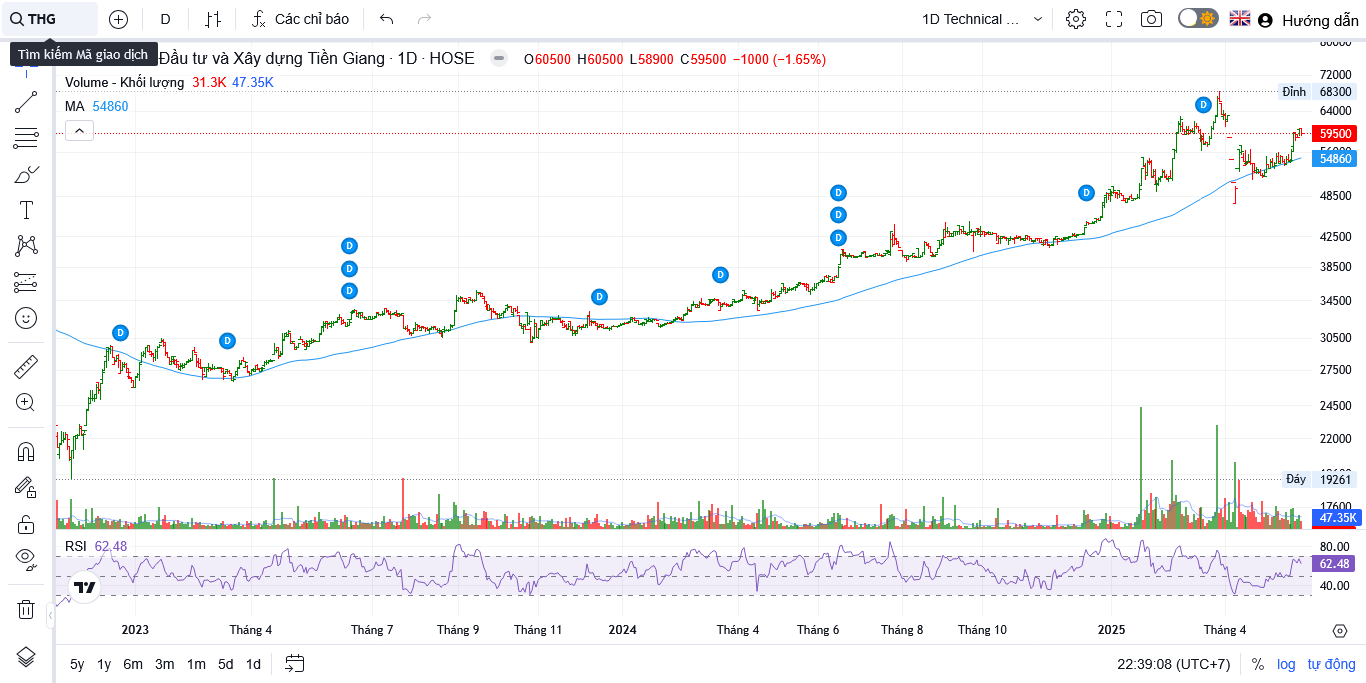 THG D Các chỉ báo 1D Technical ... Hướng dẫn
Tìm kiếm Mã giao dịch
Đầu tư và Xây dựng Tiền Giang · 1D · HOSE O60500 H60500 L58900 C59500 −1000 (−1.65%)
Volume - Khối lượng 31.3K 47.35K
MA 54860
80000
72000
Đỉnh 68300
64000
59500
56000
54860
48500
42500
38500
34500
30500
27500
24500
22000
Đáy 19261
17600
47.35K
RSI 62.48
80.00
62.48
40.00
D D D D D D D D D D D D
2023 Tháng 4 Tháng 7 Tháng 9 Tháng 11 2024 Tháng 4 Tháng 6 Tháng 8 Tháng 10 2025 Tháng 4
5y 1y 6m 3m 1m 5d 1d 22:39:08 (UTC+7) % log tự động